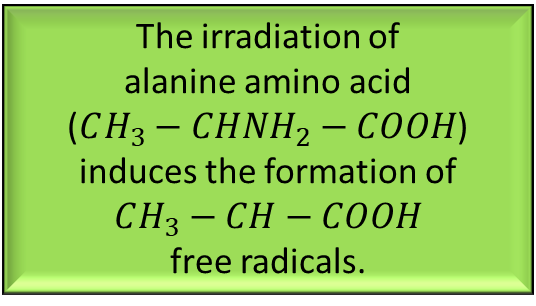 The irradiation of
alanine amino acid
(CH₃ − CHNH₂ − COOH)
induces the formation of
CH₃ − CH − COOH
free radicals.